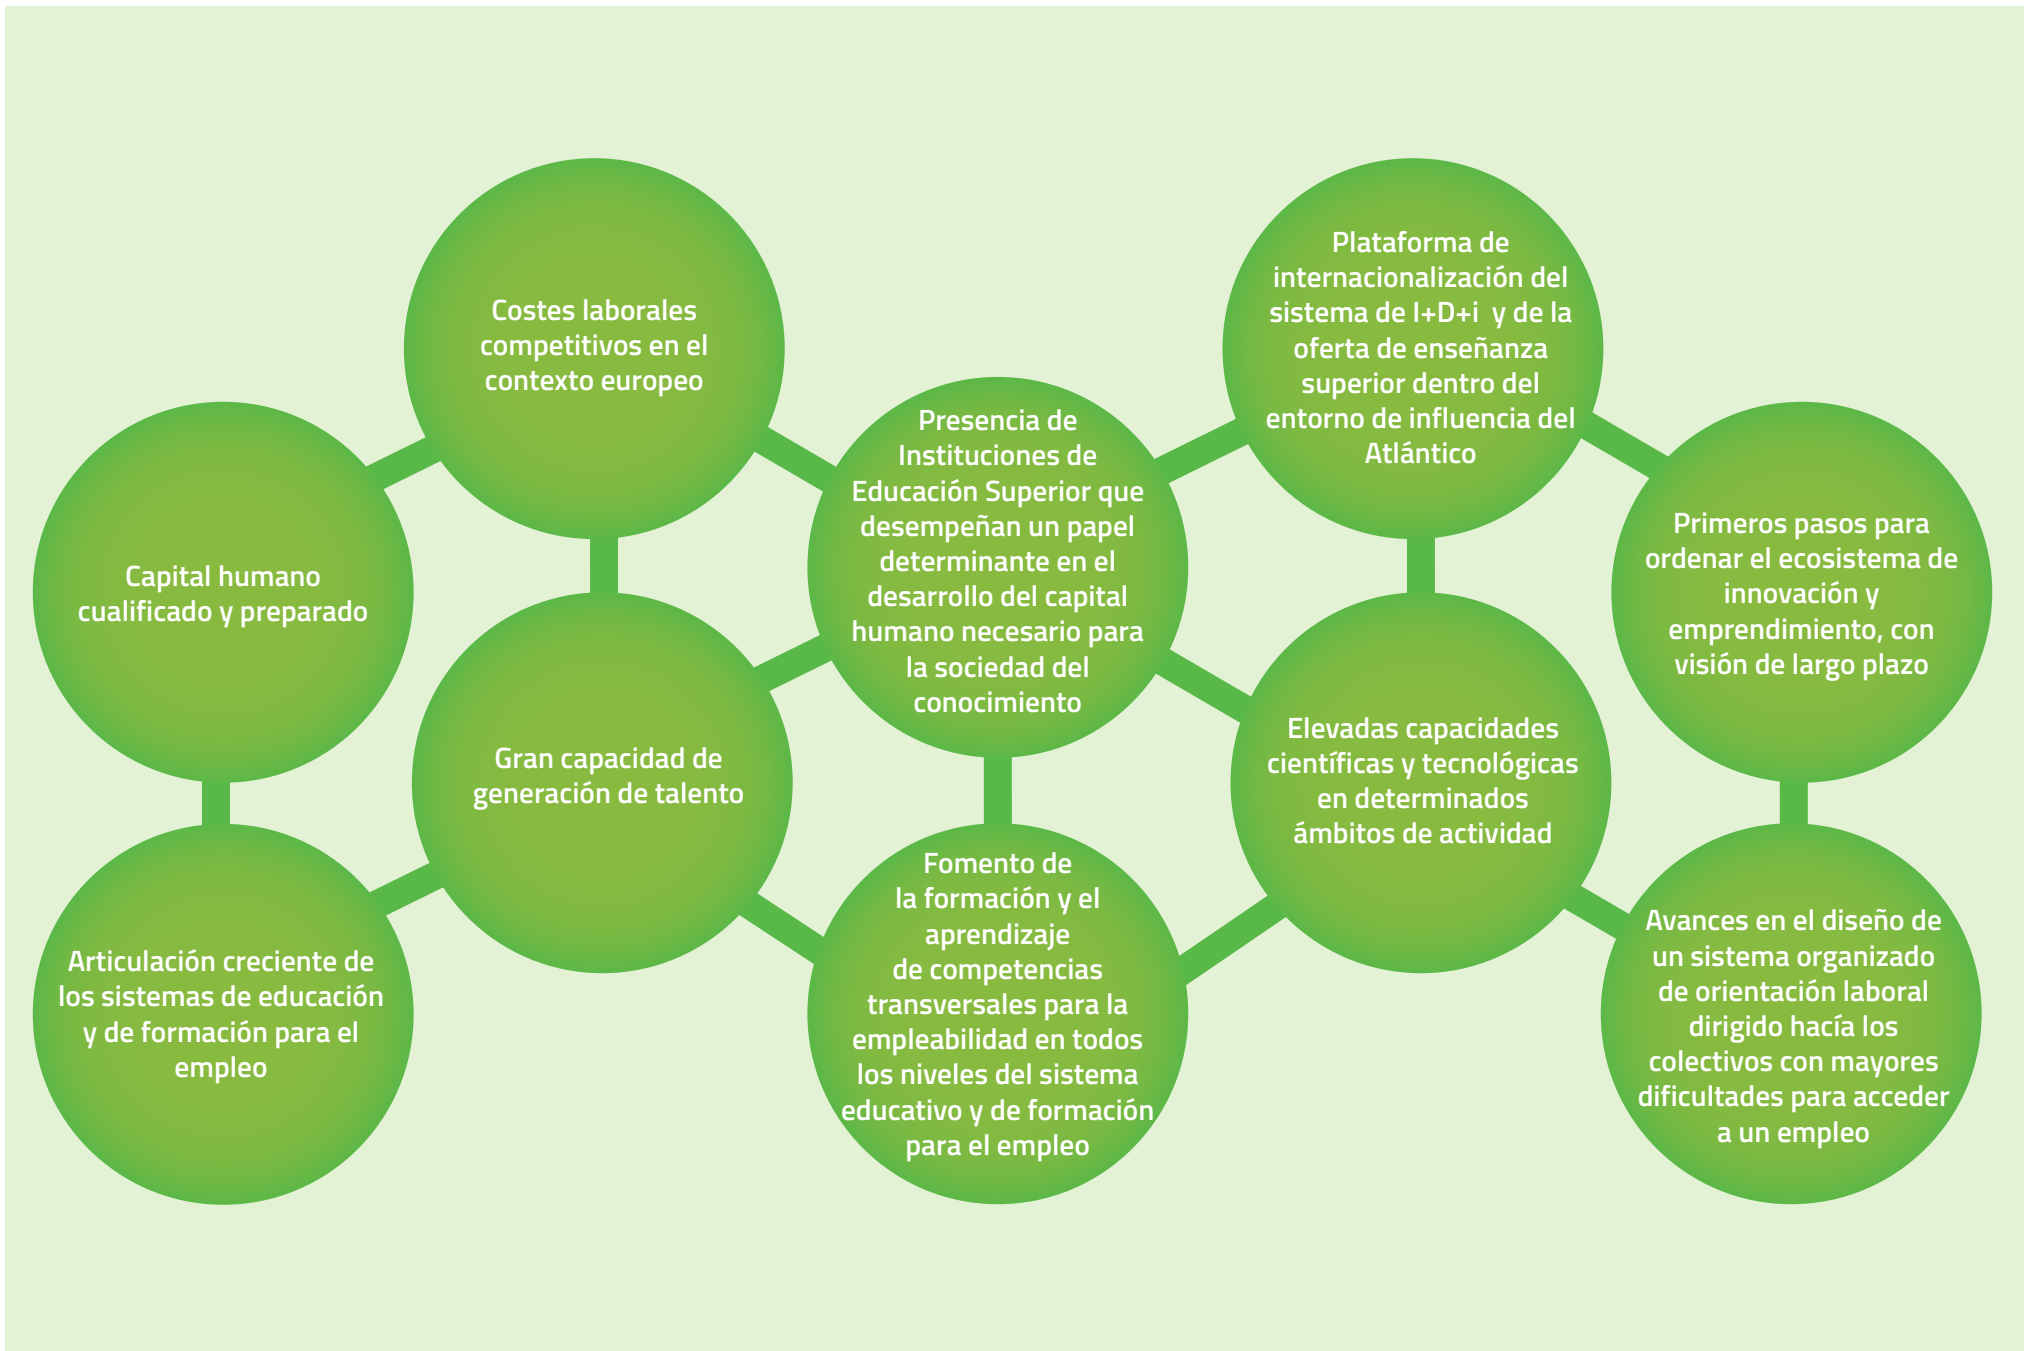 Costes laborales
competitivos en el
contexto europeo
Plataforma de
internacionalización del
sistema de I+D+i  y de la
oferta de enseñanza
superior dentro del
entorno de influencia del
Atlántico
Capital humano
cualificado y preparado
Presencia de
Instituciones de
Educación Superior que
desempeñan un papel
determinante en el
desarrollo del capital
humano necesario para
la sociedad del
conocimiento
Primeros pasos para
ordenar el ecosistema de
innovación y
emprendimiento, con
visión de largo plazo
Gran capacidad de
generación de talento
Elevadas capacidades
científicas y tecnológicas
en determinados
ámbitos de actividad
Articulación creciente de
los sistemas de educación
y de formación para el
empleo
Fomento de
la formación y el
aprendizaje
de competencias
transversales para la
empleabilidad en todos
los niveles del sistema
educativo y de formación
para el empleo
Avances en el diseño de
un sistema organizado
de orientación laboral
dirigido hacía los
colectivos con mayores
dificultades para acceder
a un empleo